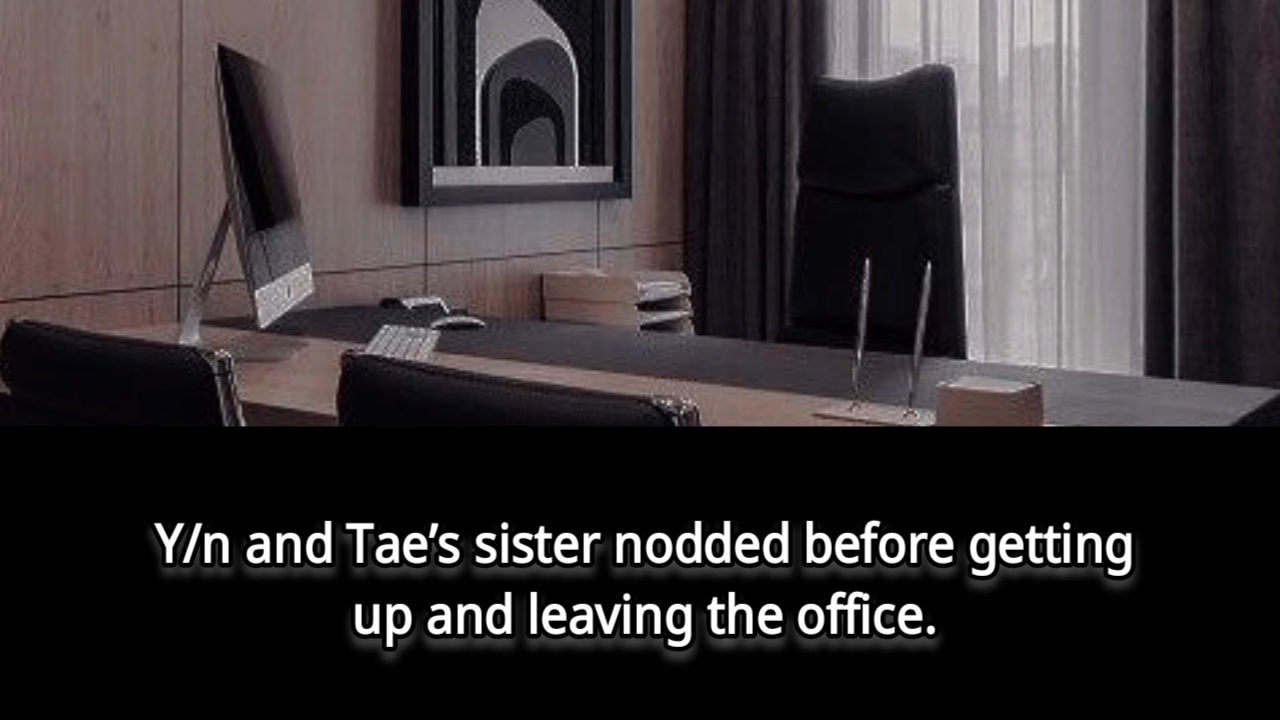 Y/n and Tae’s sister nodded before getting
up and leaving the office.